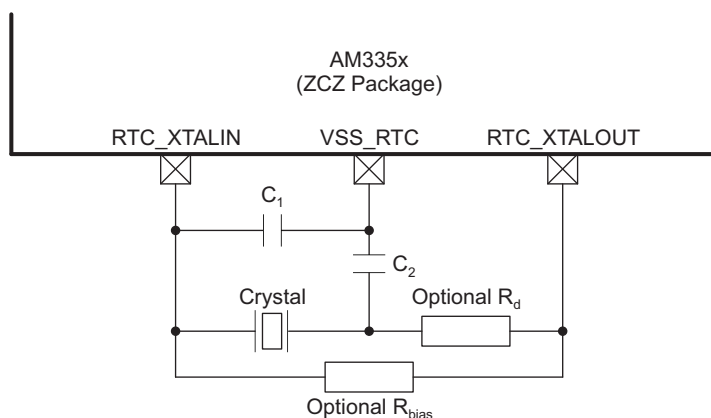 AM335x
(ZCZ Package)
RTC_XTALIN VSS_RTC RTC_XTALOUT
C1
C2
Crystal Optional Rd
Optional Rbias